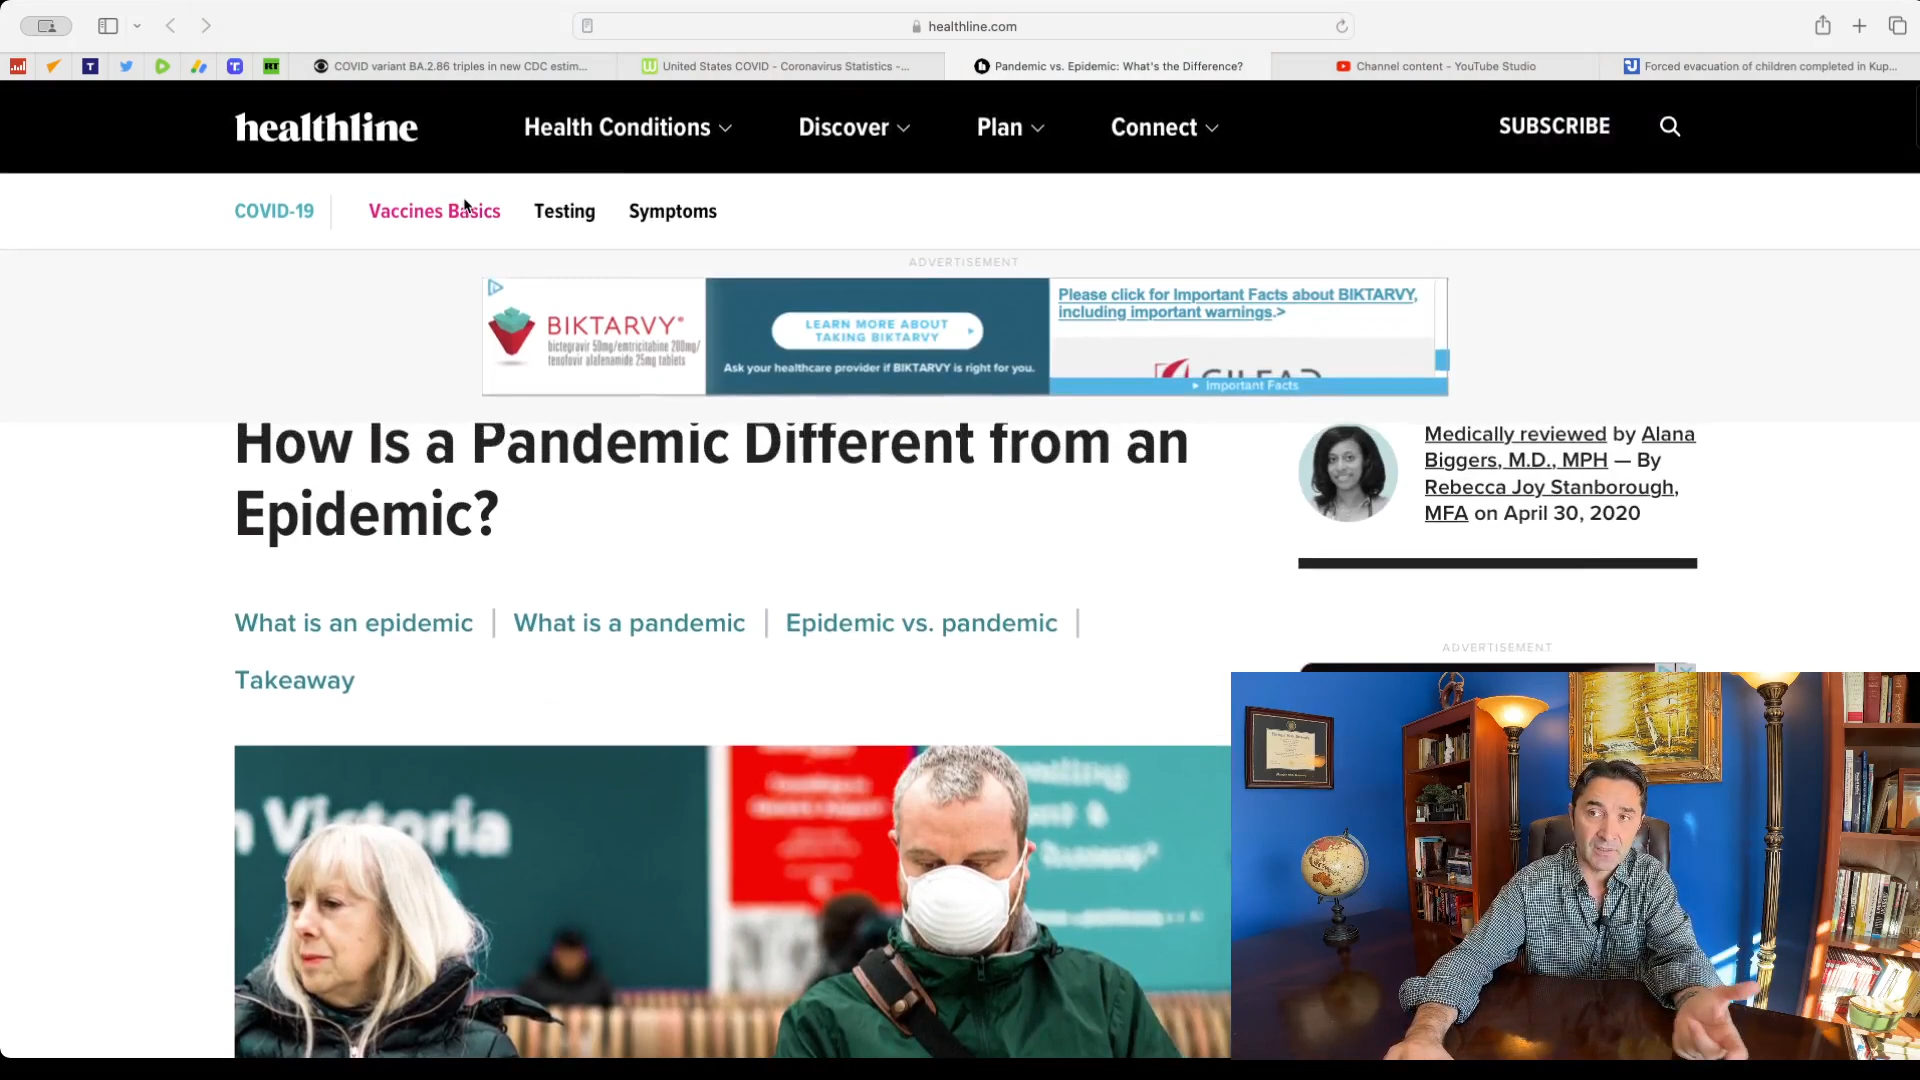 healthline.com
COVID variant BA.2.86 triples in new CDC estim...
United States COVID - Coronavirus Statistics -...
Pandemic vs. Epidemic: What's the Difference?
Channel content - YouTube Studio
Forced evacuation of children completed in Kup...
healthline
Health Conditions
Discover
Plan
Connect
SUBSCRIBE
COVID-19
Vaccines Basics
Testing
Symptoms
ADVERTISEMENT
BIKTARVY®
bictegravir 50mg/emtricitabine 200mg/
tenofovir alafenamide 25mg tablets
LEARN MORE ABOUT
TAKING BIKTARVY
Ask your healthcare provider if BIKTARVY is right for you.
Please click for Important Facts about BIKTARVY,
including important warnings.>
GILEAD
Important Facts
How Is a Pandemic Different from an
Epidemic?
Medically reviewed by Alana
Biggers, M.D., MPH — By
Rebecca Joy Stanborough,
MFA on April 30, 2020
What is an epidemic
What is a pandemic
Epidemic vs. pandemic
Takeaway
ADVERTISEMENT
Victoria
RT